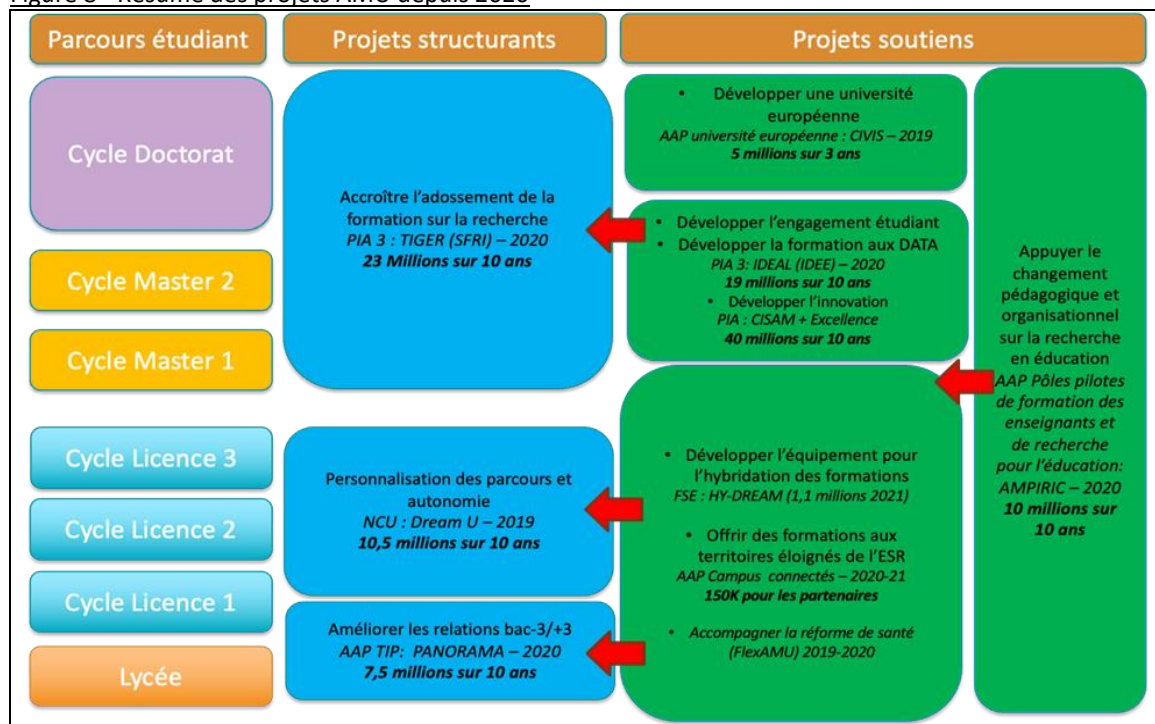 Figure 8 - Résumé des projets AMU depuis 2020
Parcours étudiant
Projets structurants
Projets soutiens
Cycle Doctorat
Cycle Master 2
Cycle Master 1
Cycle Licence 3
Cycle Licence 2
Cycle Licence 1
Lycée
Accroître l'adossement de la
formation sur la recherche
PIA 3 : TIGER (SFRI) – 2020
23 Millions sur 10 ans
Personnalisation des parcours et
autonomie
NCU : Dream U – 2019
10,5 millions sur 10 ans
Améliorer les relations bac-3/+3
AAP TIP: PANORAMA – 2020
7,5 millions sur 10 ans
• Développer une université
européenne
AAP université européenne : CIVIS – 2019
5 millions sur 3 ans
• Développer l'engagement étudiant
• Développer la formation aux DATA
PIA 3: IDEAL (IDEE) – 2020
19 millions sur 10 ans
• Développer l'innovation
PIA : CISAM + Excellence
40 millions sur 10 ans
• Développer l'équipement pour
l'hybridation des formations
FSE : HY-DREAM (1,1 millions 2021)
• Offrir des formations aux
territoires éloignés de l'ESR
AAP Campus connectés – 2020-21
150K pour les partenaires
• Accompagner la réforme de santé
(FlexAMU) 2019-2020
Appuyer le
changement
pédagogique et
organisationnel
sur la recherche
en éducation
AAP Pôles pilotes
de formation des
enseignants et
de recherche
pour l'éducation:
AMPIRIC – 2020
10 millions sur
10 ans